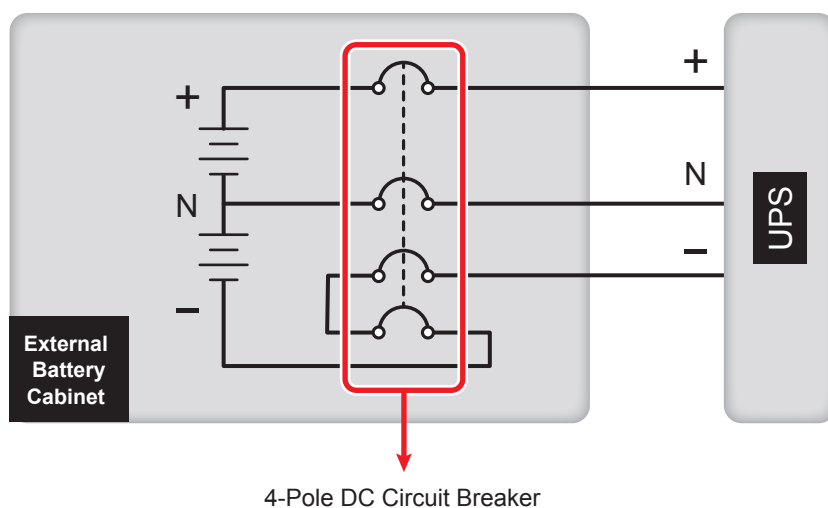 +
+
N
N
UPS
−
−
External
Battery
Cabinet
4-Pole DC Circuit Breaker